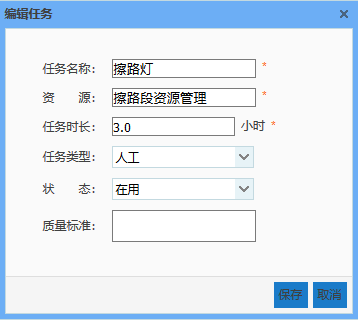 编辑任务
任务名称: 擦路灯 *
资 源: 擦路段资源管理 *
任务时长: 3.0 小时 *
任务类型: 人工
状 态: 在用
质量标准:
保存 取消